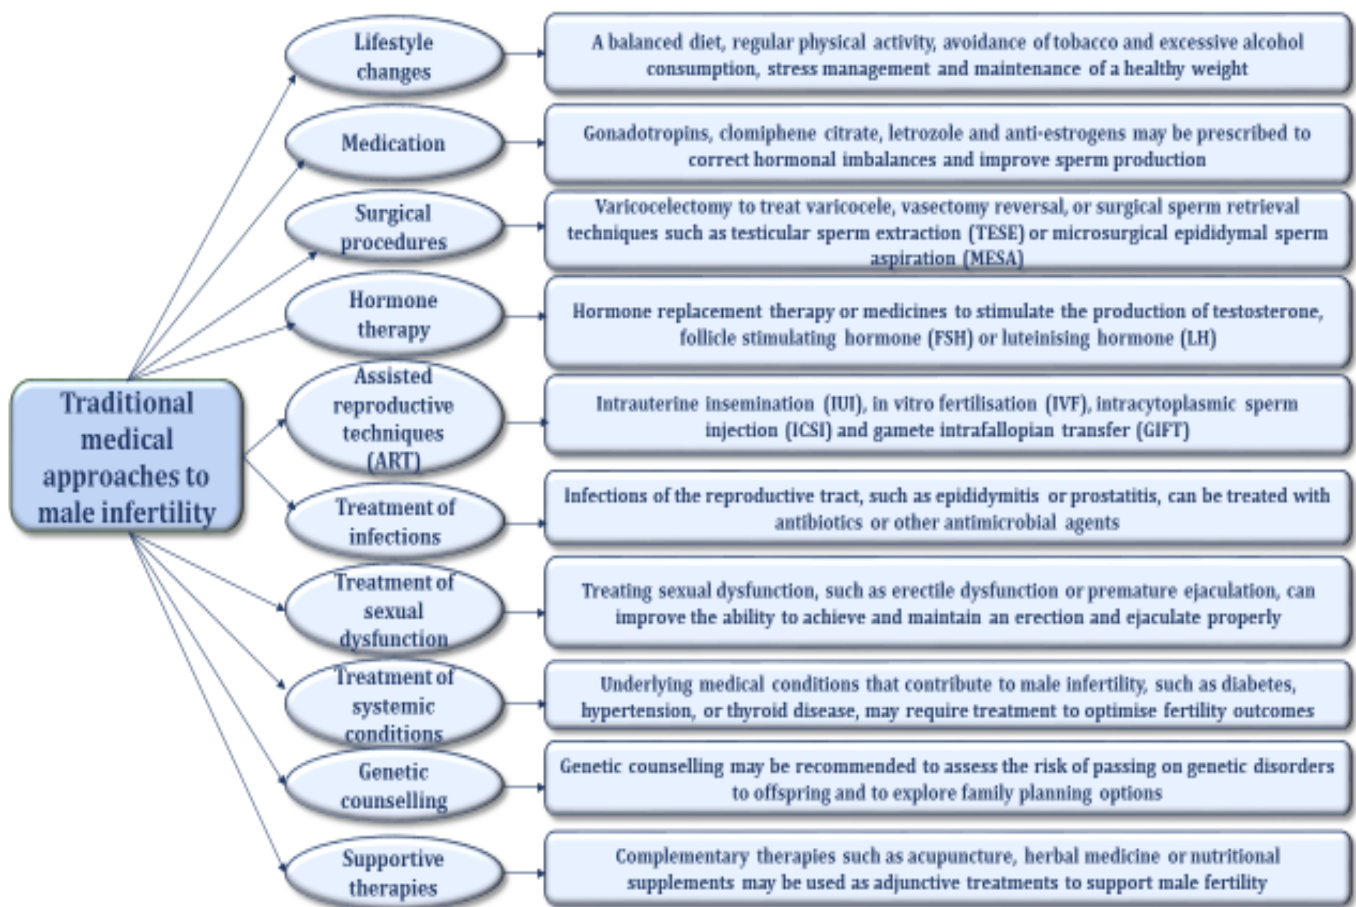 Lifestyle
changes
A balanced diet, regular physical activity, avoidance of tobacco and excessive alcohol
consumption, stress management and maintenance of a healthy weight
Medication
Gonadotropins, clomiphene citrate, letrozole and anti-estrogens may be prescribed to
correct hormonal imbalances and improve sperm production
Surgical
procedures
Varicocelectomy to treat varicocele, vasectomy reversal, or surgical sperm retrieval
techniques such as testicular sperm extraction (TESE) or microsurgical epididymal sperm
aspiration (MESA)
Hormone
therapy
Hormone replacement therapy or medicines to stimulate the production of testosterone,
follicle stimulating hormone (FSH) or luteinising hormone (LH)
Traditional
medical
approaches to
male infertility
Assisted
reproductive
techniques
(ART)
Intrauterine insemination (IUI), in vitro fertilisation (IVF), intracytoplasmic sperm
injection (ICSI) and gamete intrafallopian transfer (GIFT)
Treatment of
infections
Infections of the reproductive tract, such as epididymitis or prostatitis, can be treated with
antibiotics or other antimicrobial agents
Treatment of
sexual
dysfunction
Treating sexual dysfunction, such as erectile dysfunction or premature ejaculation, can
improve the ability to achieve and maintain an erection and ejaculate properly
Treatment of
systemic
conditions
Underlying medical conditions that contribute to male infertility, such as diabetes,
hypertension, or thyroid disease, may require treatment to optimise fertility outcomes
Genetic
counselling
Genetic counselling may be recommended to assess the risk of passing on genetic disorders
to offspring and to explore family planning options
Supportive
therapies
Complementary therapies such as acupuncture, herbal medicine or nutritional
supplements may be used as adjunctive treatments to support male fertility